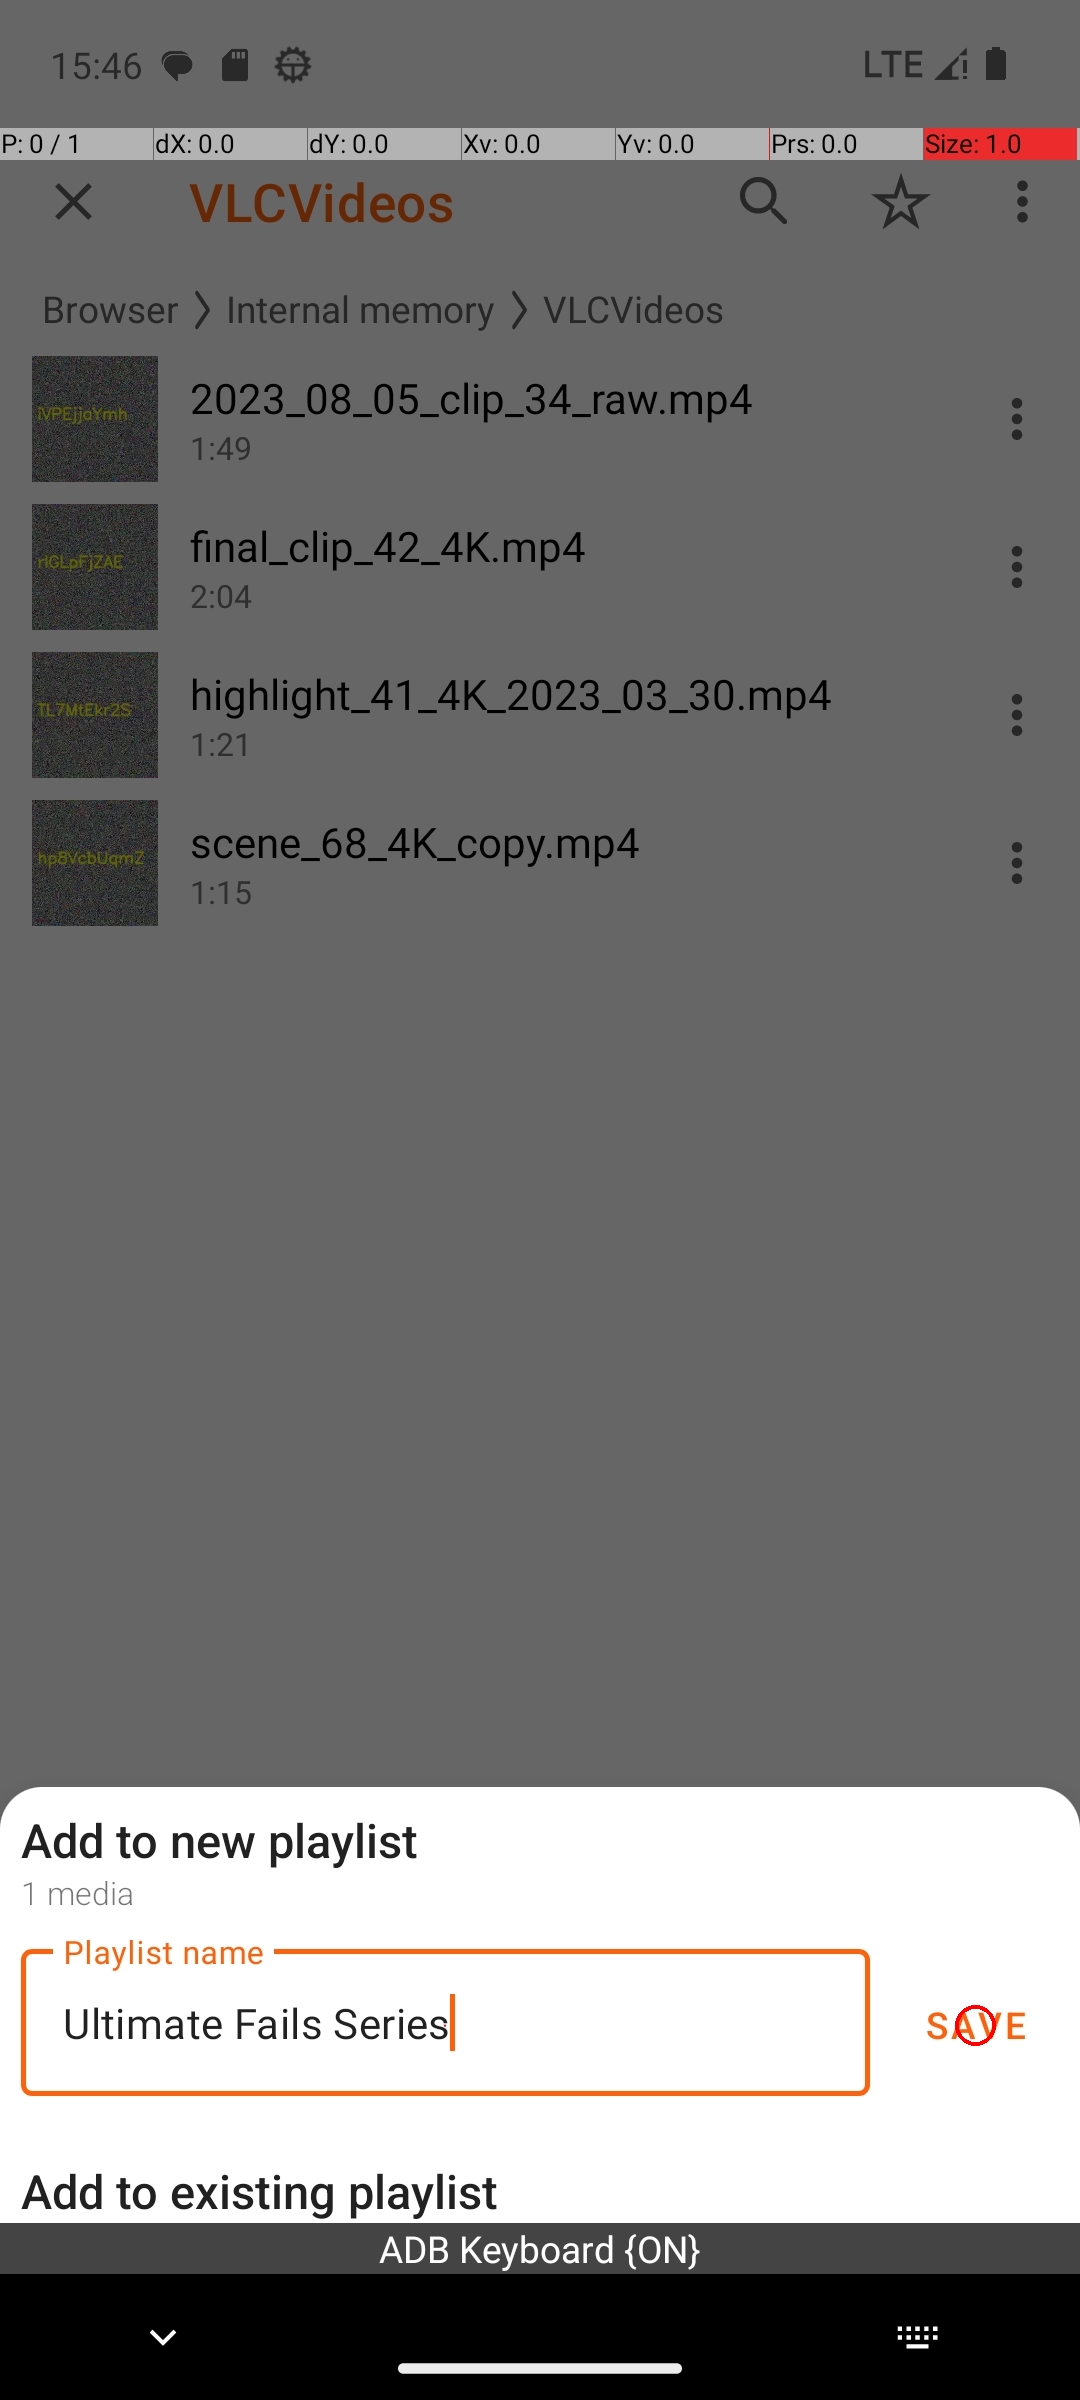 15:46 LTE
P: 0 / 1 dX: 0.0 dY: 0.0 Xv: 0.0 Yv: 0.0 Prs: 0.0 Size: 1.0
VLCVideos
Browser Internal memory VLCVideos
2023_08_05_clip_34_raw.mp4
1:49
final_clip_42_4K.mp4
2:04
TL7MtEkr2S
highlight_41_4K_2023_03_30.mp4
1:21
hp8VcbUqmZ
scene_68_4K_copy.mp4
1:15
Add to new playlist
1 media
Playlist name
Ultimate Fails Series
SAVE
Add to existing playlist
ADB Keyboard {ON}